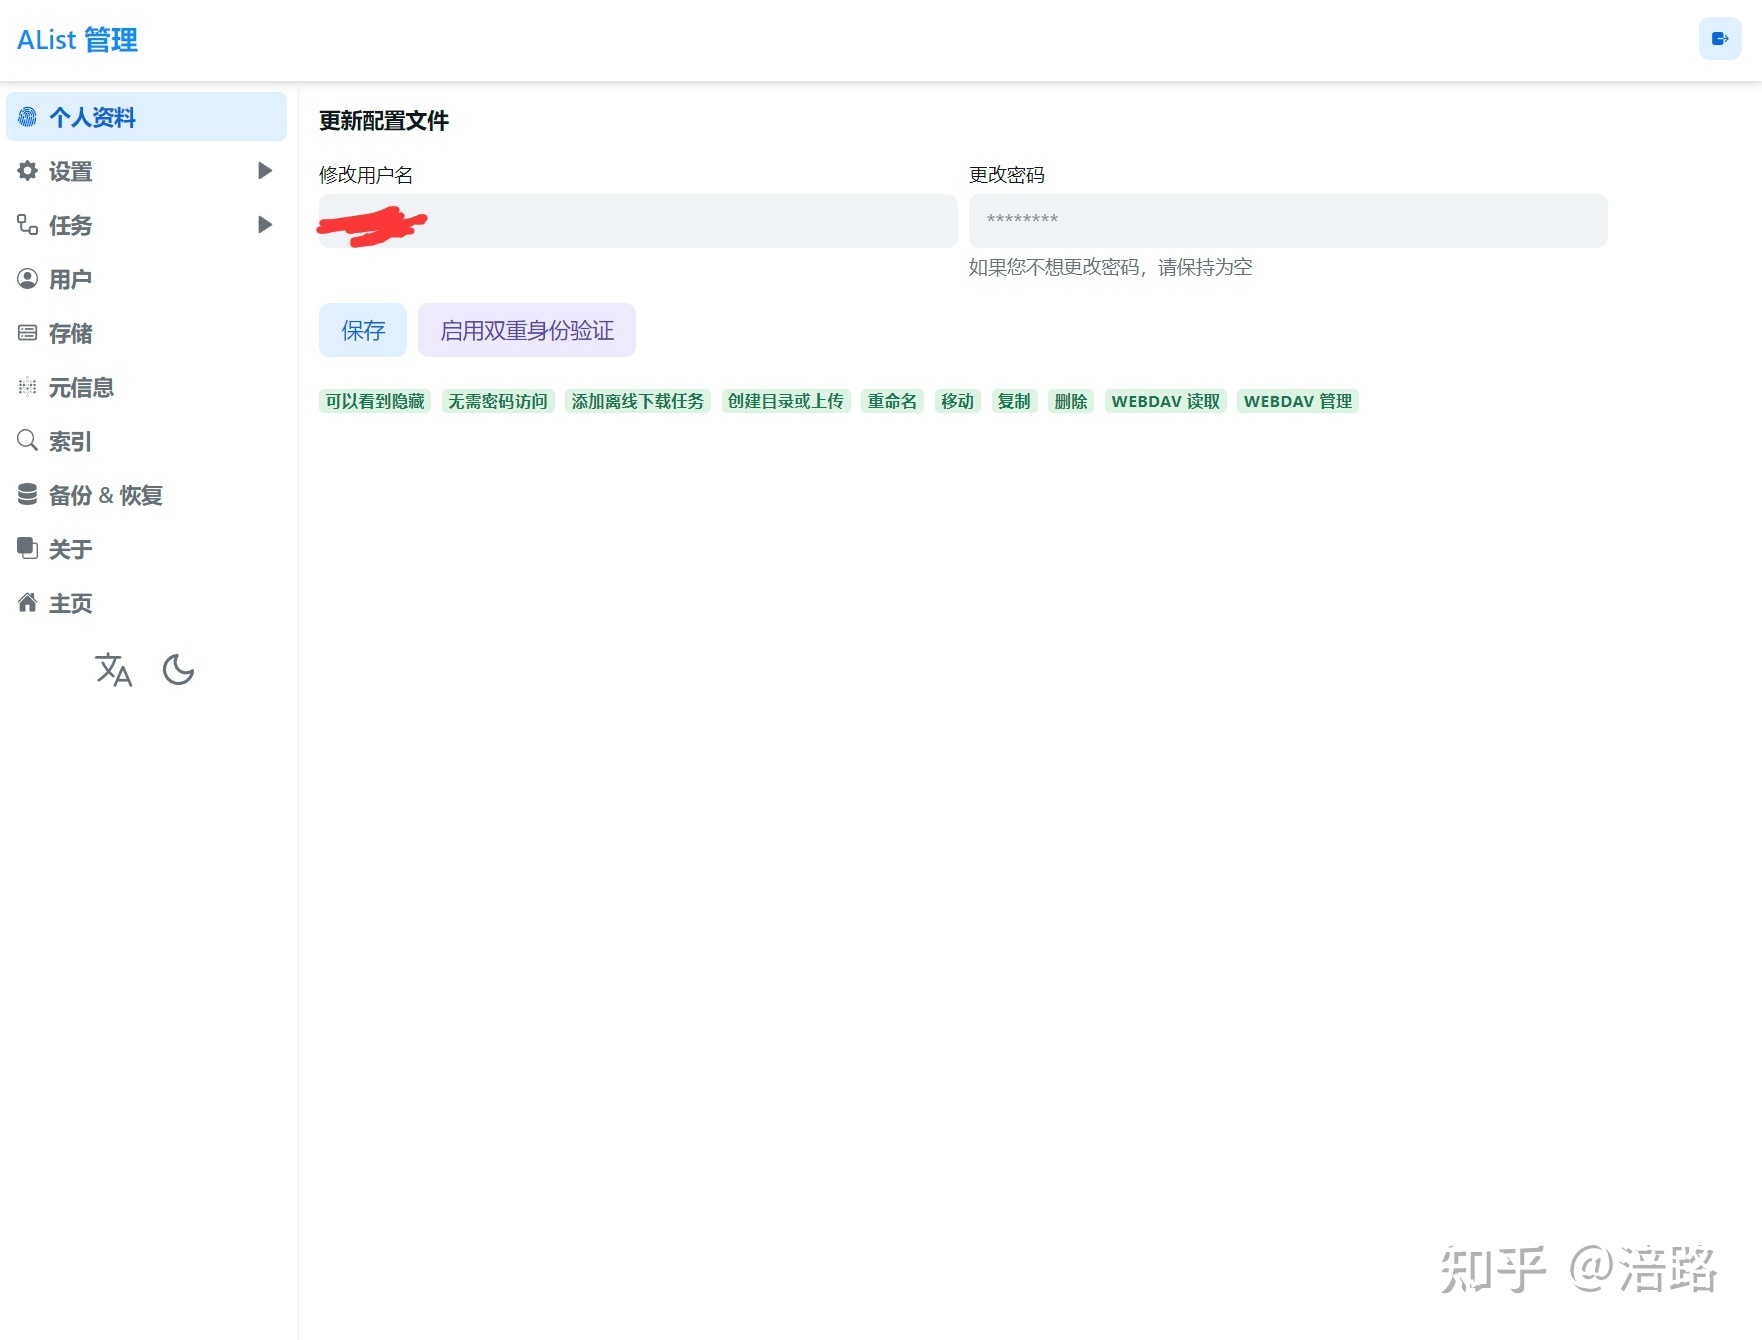 AList 管理
个人资料
设置
任务
用户
存储
元信息
索引
备份 & 恢复
关于
主页
更新配置文件
修改用户名
更改密码
********
如果您不想更改密码，请保持为空
保存
启用双重身份验证
可以看到隐藏 无需密码访问 添加离线下载任务 创建目录或上传 重命名 移动 复制 删除 WEBDAV 读取 WEBDAV 管理
知乎 @涪路